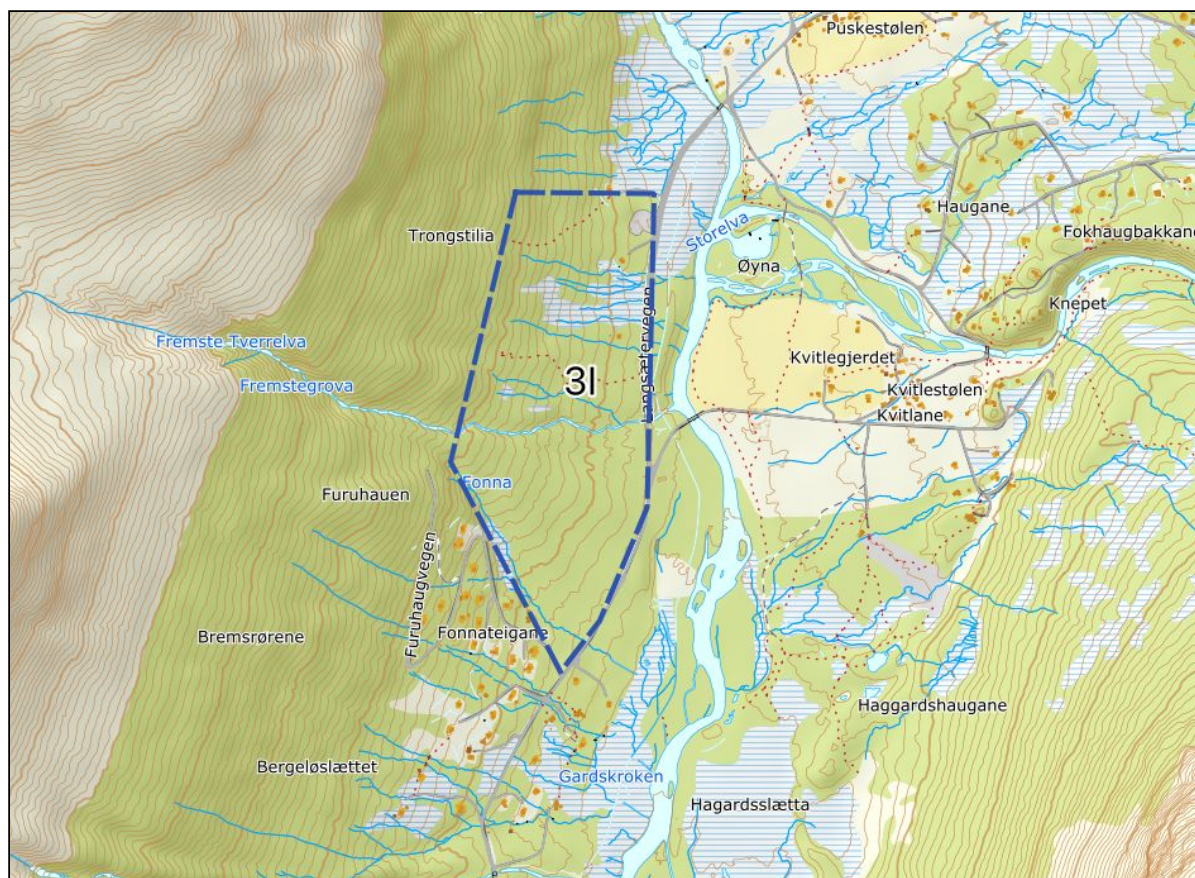 Puskestølen
Haugane
Storelva
Trongstilia
Fokhaugbakkane
Øyna
Knepet
Langsætervegen
Fremste Tverrelva
Kvitlegjerdet
3I
Fremstegrova
Kvitlestølen
Kvitlane
Fonna
Furuhauen
Furuhaugvegen
Fonnateigane
Bremsrørene
Haggardshaugane
Bergeløslættet
Gardskroken
Hagardsslætta